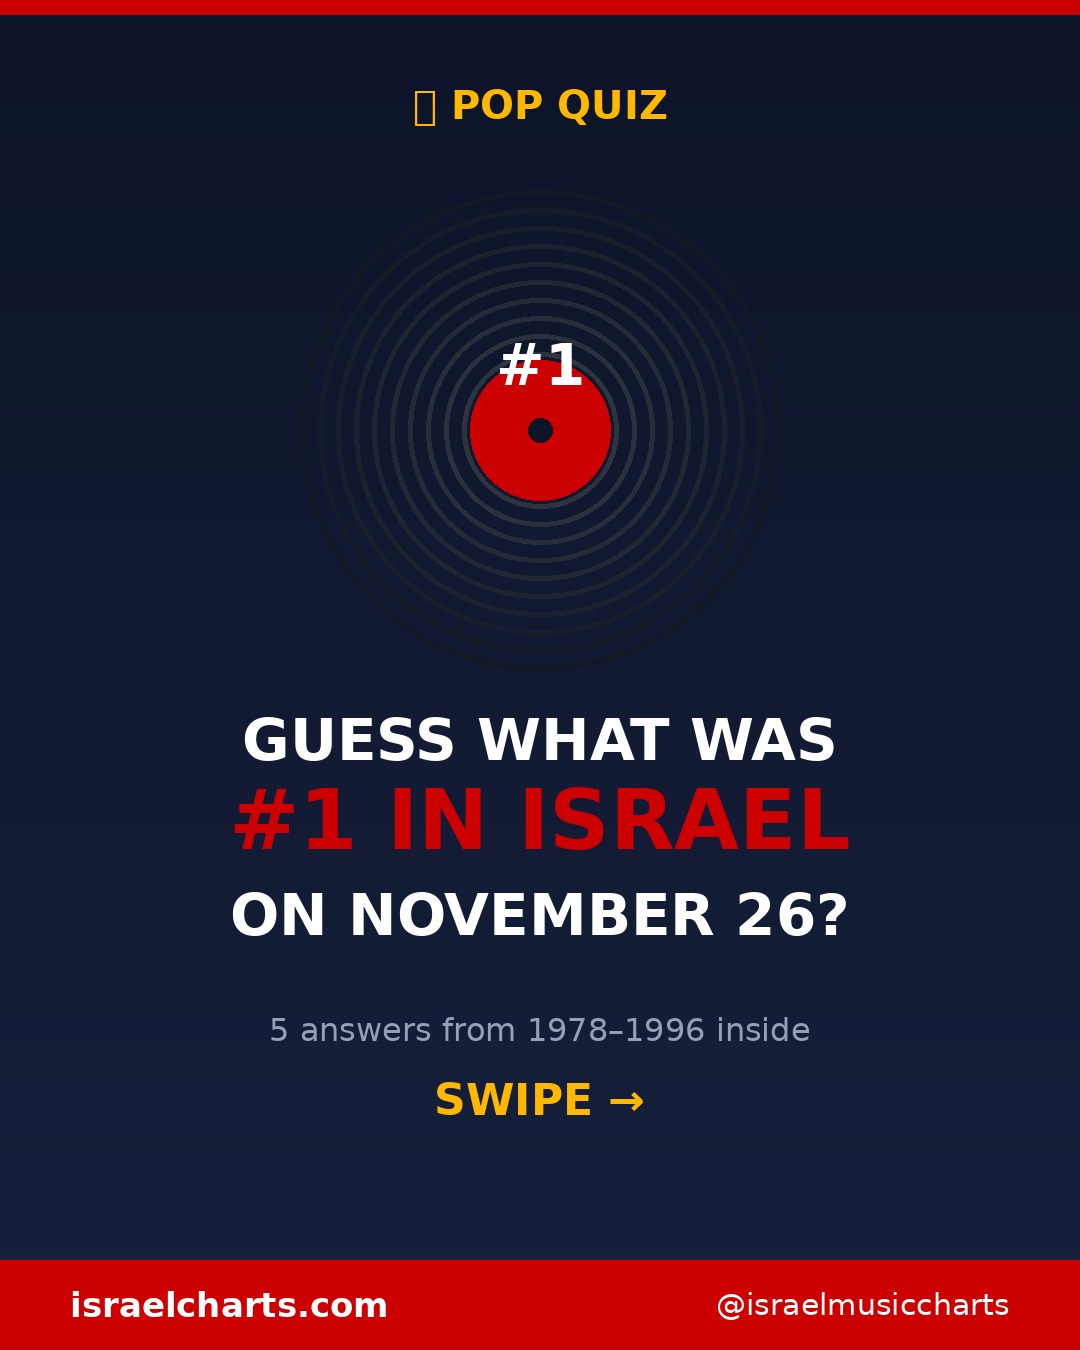 POP QUIZ
#1
GUESS WHAT WAS
#1 IN ISRAEL
ON NOVEMBER 26?
5 answers from 1978–1996 inside
SWIPE →
israelcharts.com
@israelmusiccharts